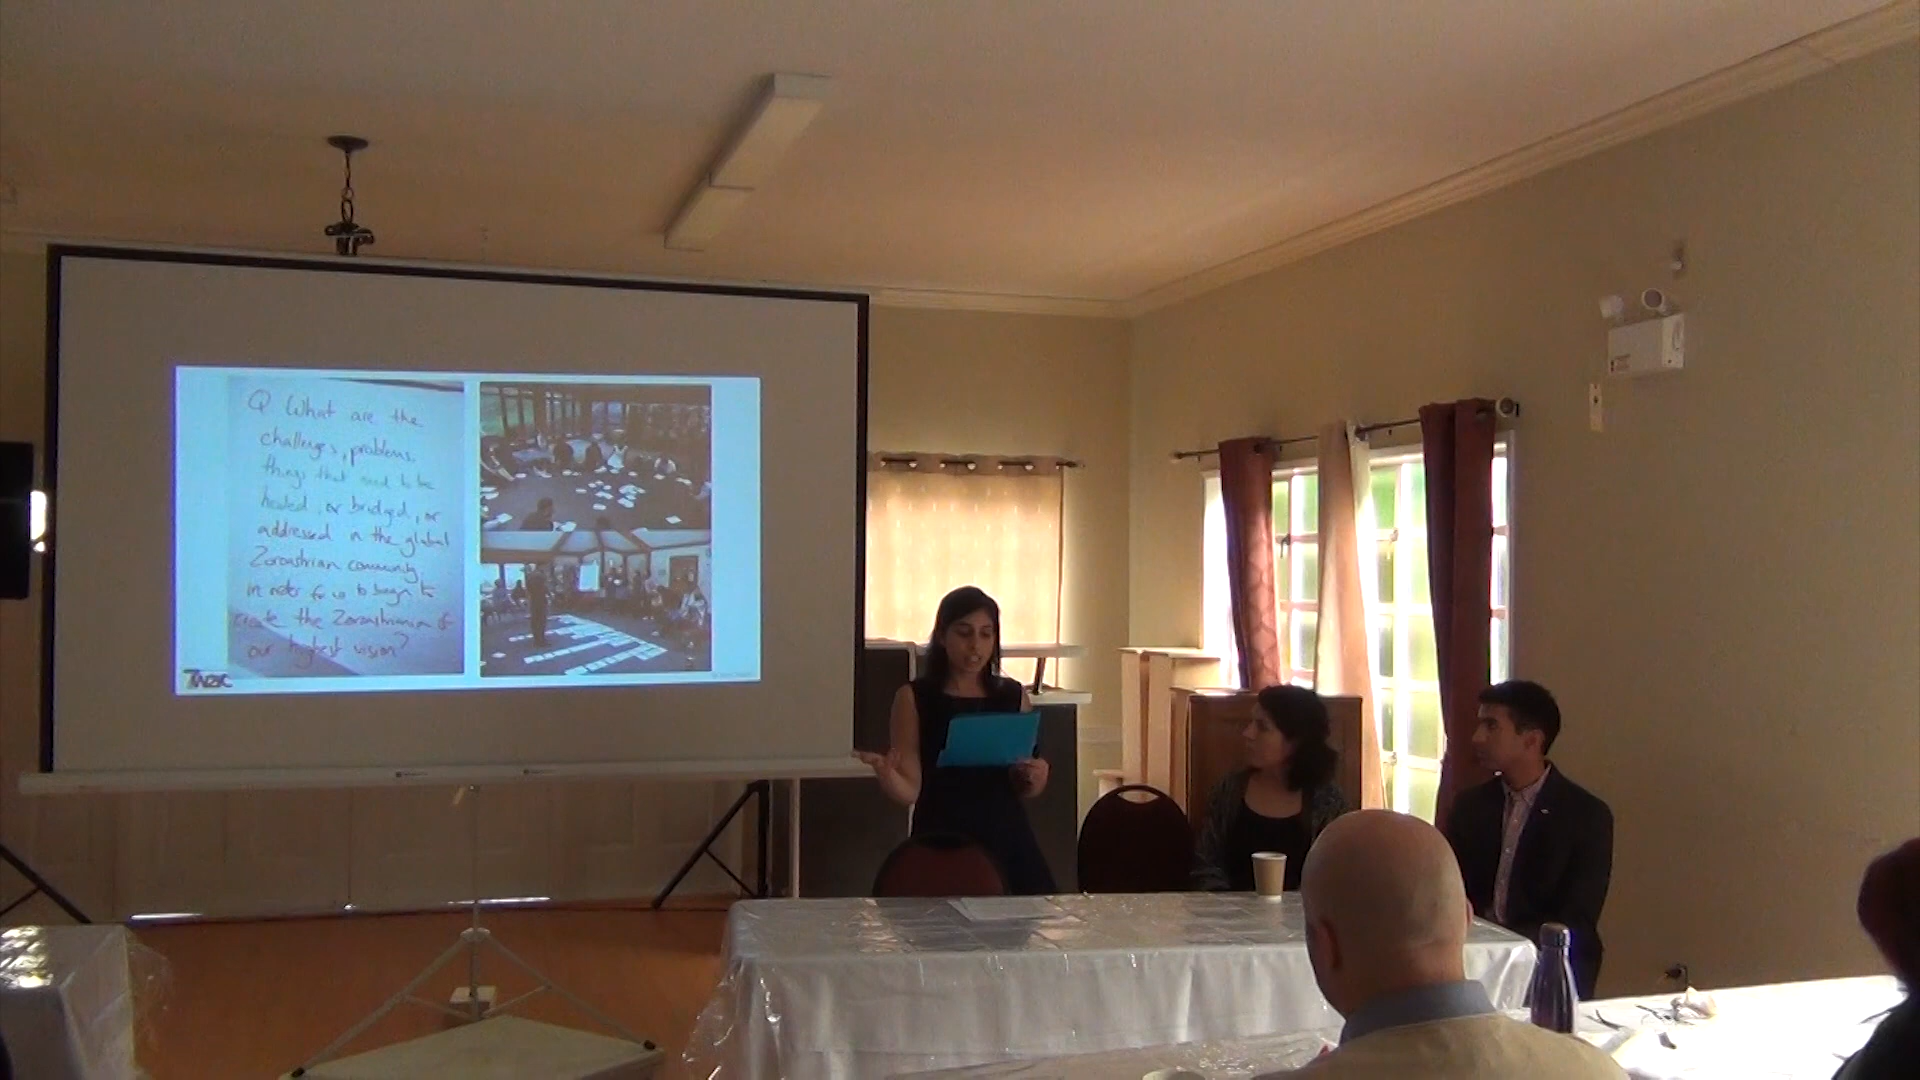 Q What are the
challenges, problems,
things that need to be
healed, or bridged, or
addressed in the global
Zoroastrian community
in order for us to begin to
create the Zoroastrianism of
our highest vision?